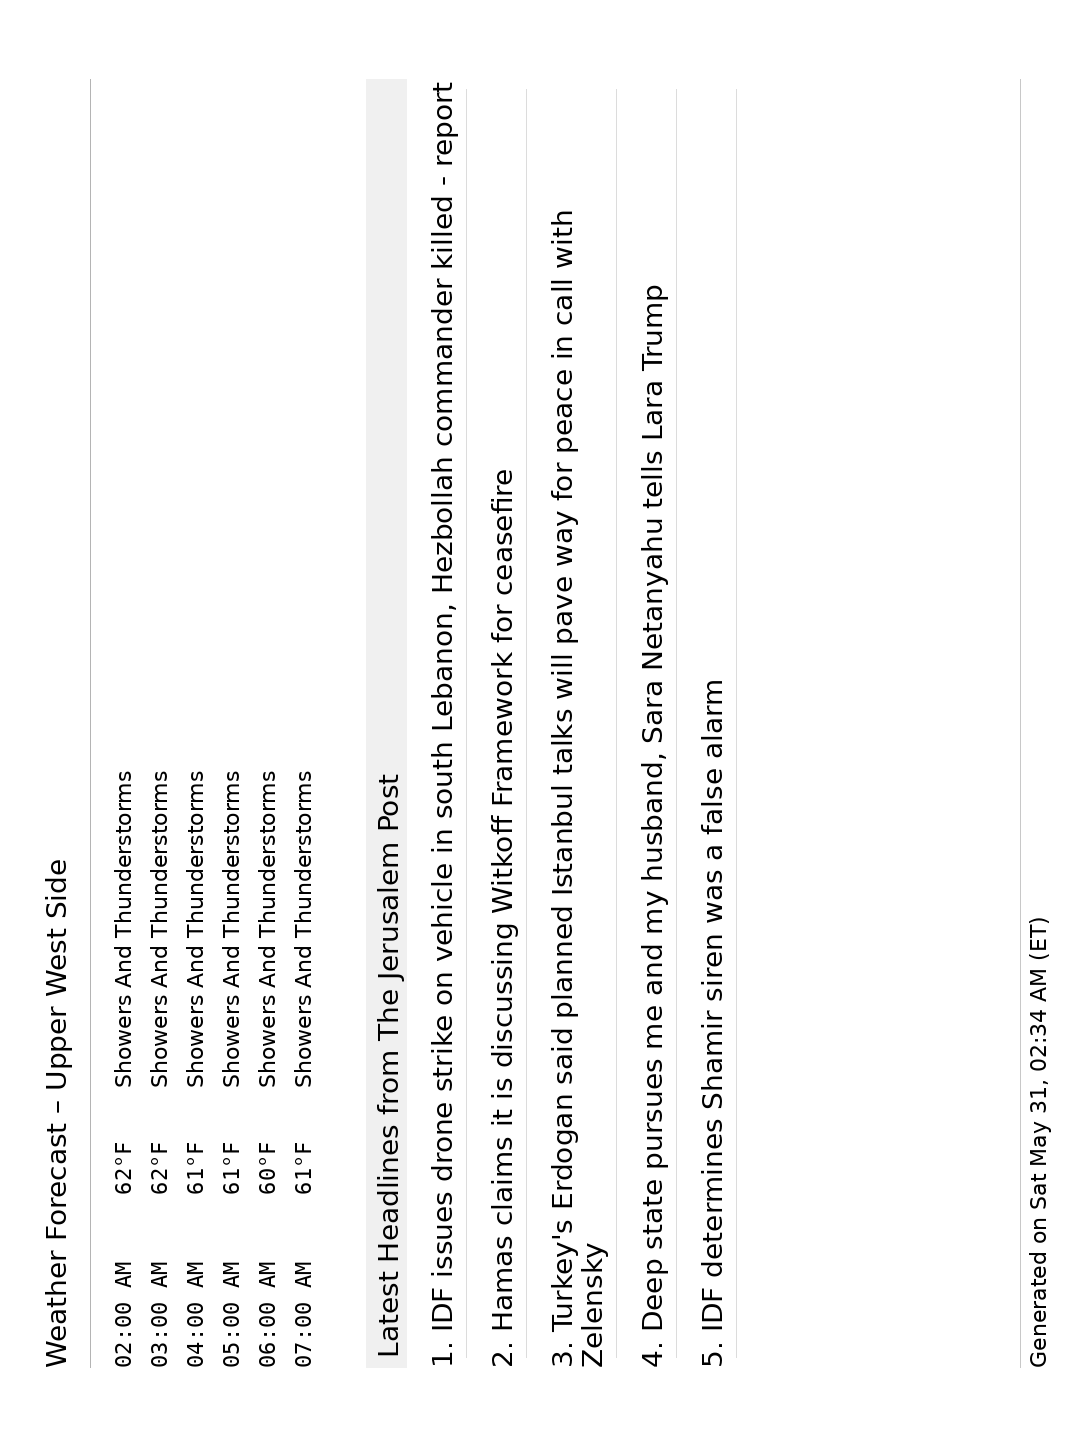 Weather Forecast – Upper West Side
02:00 AM 62°F Showers And Thunderstorms
03:00 AM 62°F Showers And Thunderstorms
04:00 AM 61°F Showers And Thunderstorms
05:00 AM 61°F Showers And Thunderstorms
06:00 AM 60°F Showers And Thunderstorms
07:00 AM 61°F Showers And Thunderstorms
Latest Headlines from The Jerusalem Post
1. IDF issues drone strike on vehicle in south Lebanon, Hezbollah commander killed - report
2. Hamas claims it is discussing Witkoff Framework for ceasefire
3. Turkey's Erdogan said planned Istanbul talks will pave way for peace in call with
Zelensky
4. Deep state pursues me and my husband, Sara Netanyahu tells Lara Trump
5. IDF determines Shamir siren was a false alarm
Generated on Sat May 31, 02:34 AM (ET)